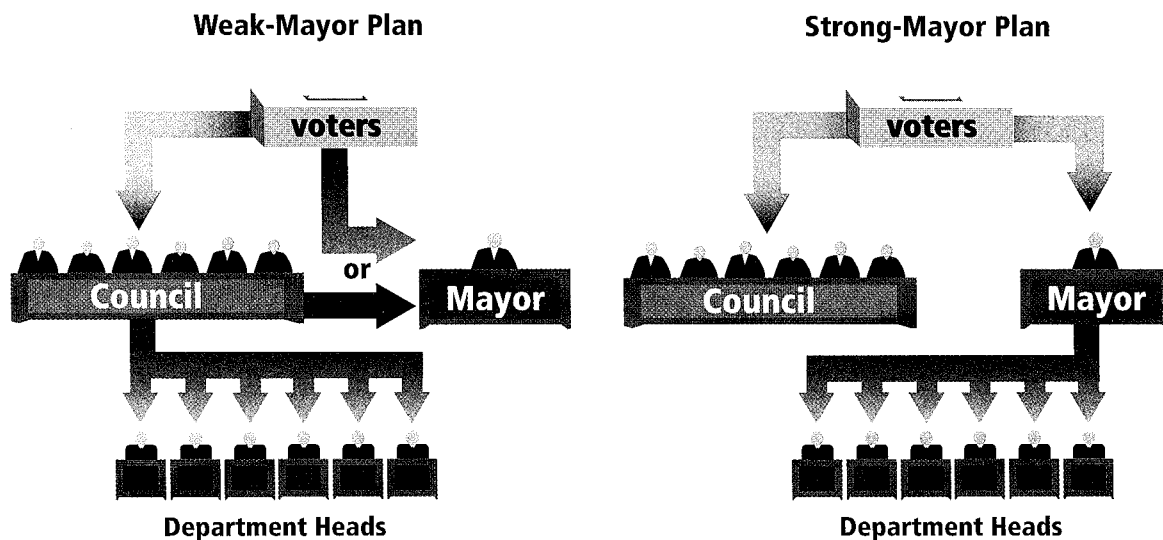 Weak-Mayor Plan
voters
or
Council
Mayor
Department Heads
Strong-Mayor Plan
voters
Council
Mayor
Department Heads